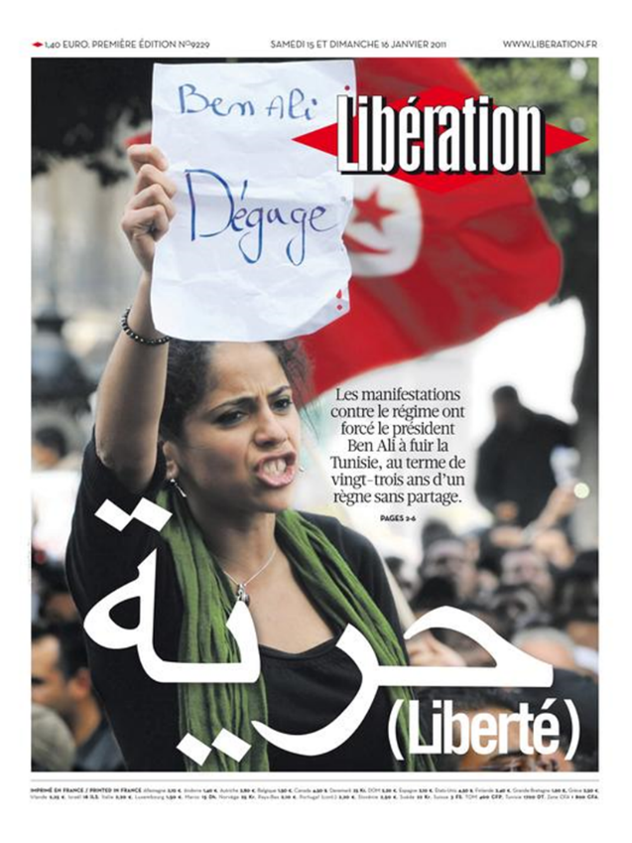 1,40 EURO. PREMIÈRE ÉDITION NO9229
SAMEDI 15 ET DIMANCHE 16 JANVIER 2011
WWW.LIBERATION.FR
Ben Ali
Dégage
!
Libération
Les manifestations
contre le régime ont
forcé le président
Ben Ali à fuir la
Tunisie, au terme de
vingt-trois ans d'un
règne sans partage.
PAGES 2-6
حرية
(Liberté)
IMPRIMÉ EN FRANCE / PRINTED IN FRANCE